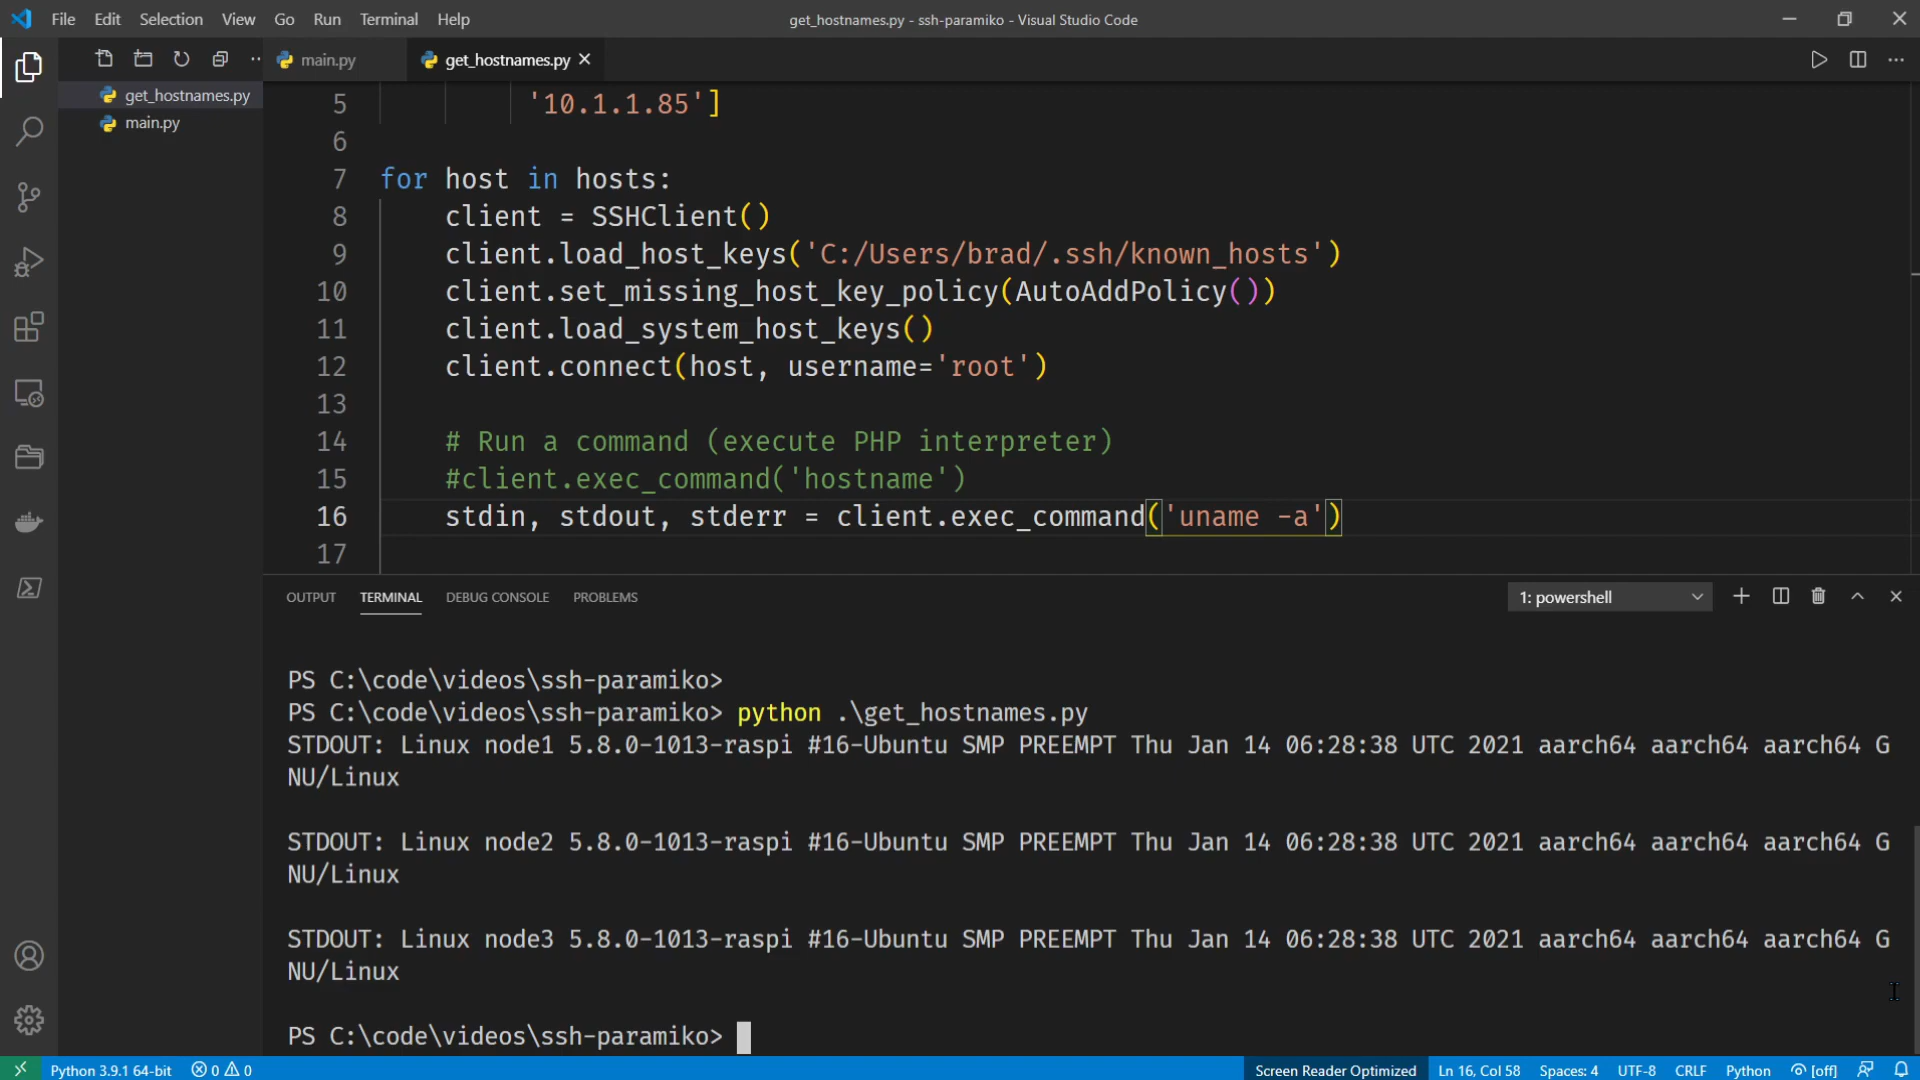 File Edit Selection View Go Run Terminal Help
get_hostnames.py - ssh-paramiko - Visual Studio Code
main.py
get_hostnames.py
get_hostnames.py
main.py
5 '10.1.1.85']
6
7 for host in hosts:
8 client = SSHClient()
9 client.load_host_keys('C:/Users/brad/.ssh/known_hosts')
10 client.set_missing_host_key_policy(AutoAddPolicy())
11 client.load_system_host_keys()
12 client.connect(host, username='root')
13
14 # Run a command (execute PHP interpreter)
15 #client.exec_command('hostname')
16 stdin, stdout, stderr = client.exec_command('uname -a')
17
OUTPUT TERMINAL DEBUG CONSOLE PROBLEMS
1: powershell
PS C:\code\videos\ssh-paramiko>
PS C:\code\videos\ssh-paramiko> python .\get_hostnames.py
STDOUT: Linux node1 5.8.0-1013-raspi #16-Ubuntu SMP PREEMPT Thu Jan 14 06:28:38 UTC 2021 aarch64 aarch64 aarch64 G
NU/Linux
STDOUT: Linux node2 5.8.0-1013-raspi #16-Ubuntu SMP PREEMPT Thu Jan 14 06:28:38 UTC 2021 aarch64 aarch64 aarch64 G
NU/Linux
STDOUT: Linux node3 5.8.0-1013-raspi #16-Ubuntu SMP PREEMPT Thu Jan 14 06:28:38 UTC 2021 aarch64 aarch64 aarch64 G
NU/Linux
PS C:\code\videos\ssh-paramiko>
Python 3.9.1 64-bit 0 0 Screen Reader Optimized Ln 16, Col 58 Spaces: 4 UTF-8 CRLF Python [off]